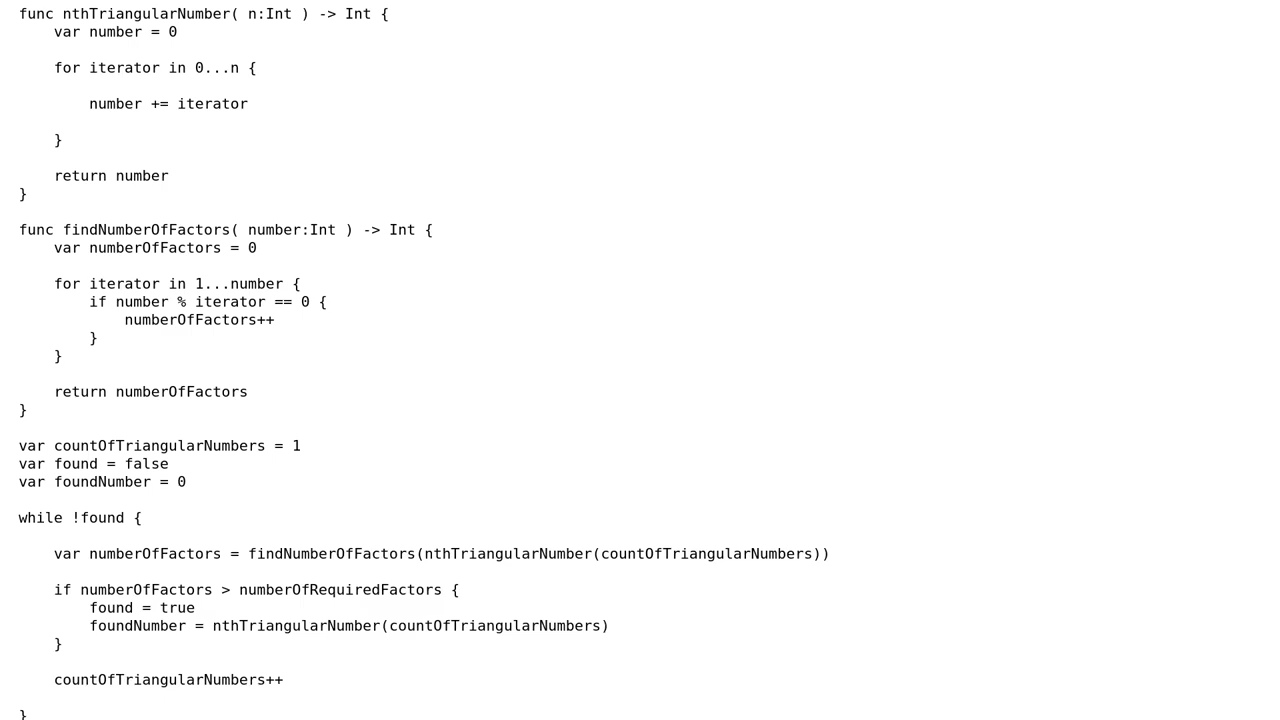 func nthTriangularNumber( n:Int ) -> Int {
    var number = 0
    for iterator in 0...n {
        number += iterator
    }
    return number
}
func findNumberOfFactors( number:Int ) -> Int {
    var numberOfFactors = 0
    for iterator in 1...number {
        if number % iterator == 0 {
            numberOfFactors++
        }
    }
    return numberOfFactors
}
var countOfTriangularNumbers = 1
var found = false
var foundNumber = 0
while !found {
    var numberOfFactors = findNumberOfFactors(nthTriangularNumber(countOfTriangularNumbers))
    if numberOfFactors > numberOfRequiredFactors {
        found = true
        foundNumber = nthTriangularNumber(countOfTriangularNumbers)
    }
    countOfTriangularNumbers++
}